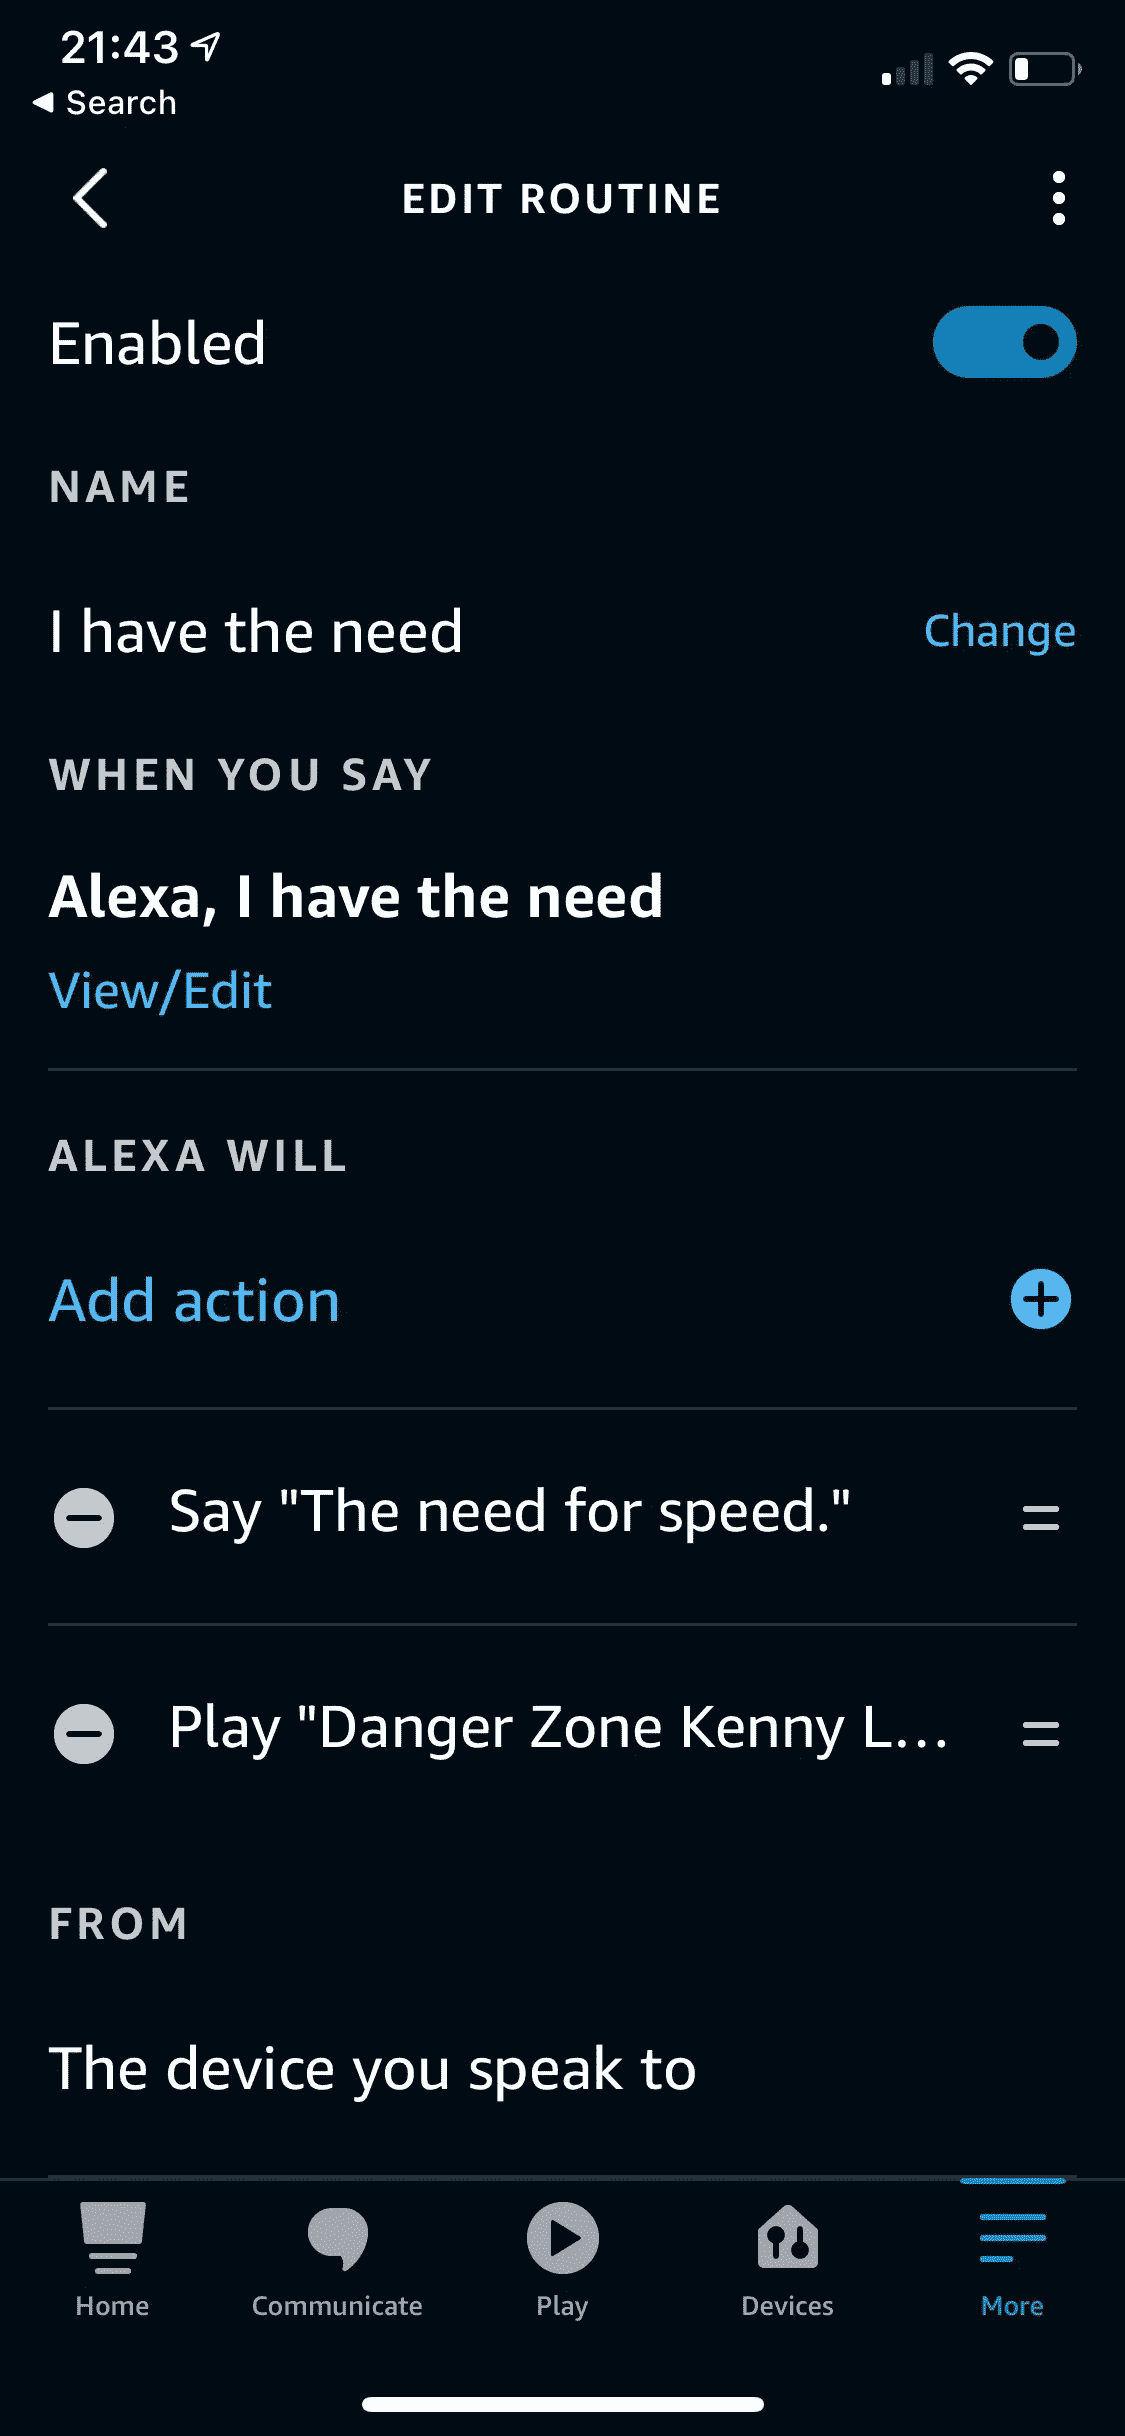 21:43
Search
EDIT ROUTINE
Enabled
NAME
I have the need
Change
WHEN YOU SAY
Alexa, I have the need
View/Edit
ALEXA WILL
Add action
Say "The need for speed."
Play "Danger Zone Kenny L...
FROM
The device you speak to
Home
Communicate
Play
Devices
More